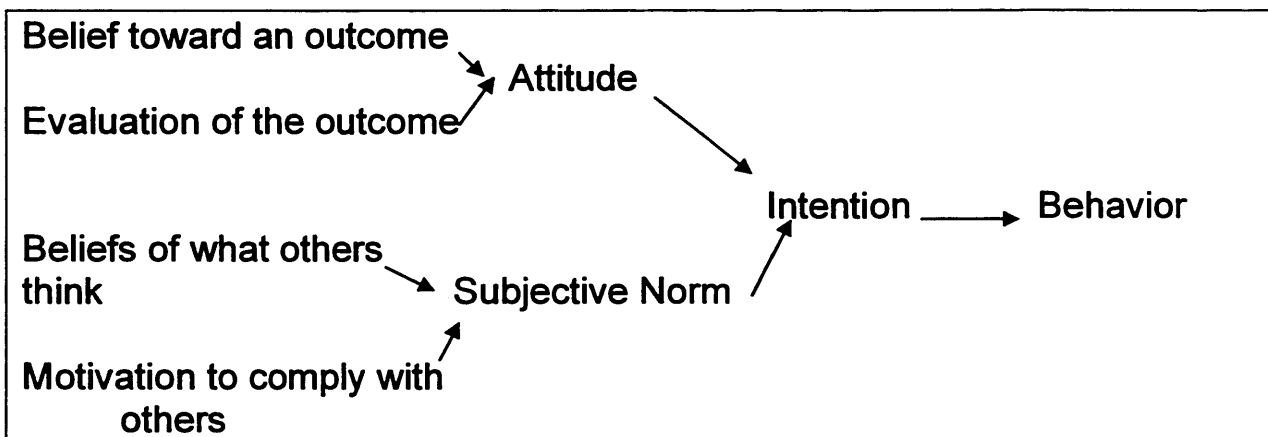 Belief toward an outcome
Attitude
Evaluation of the outcome
Intention
Behavior
Beliefs of what others
think
Subjective Norm
Motivation to comply with
others